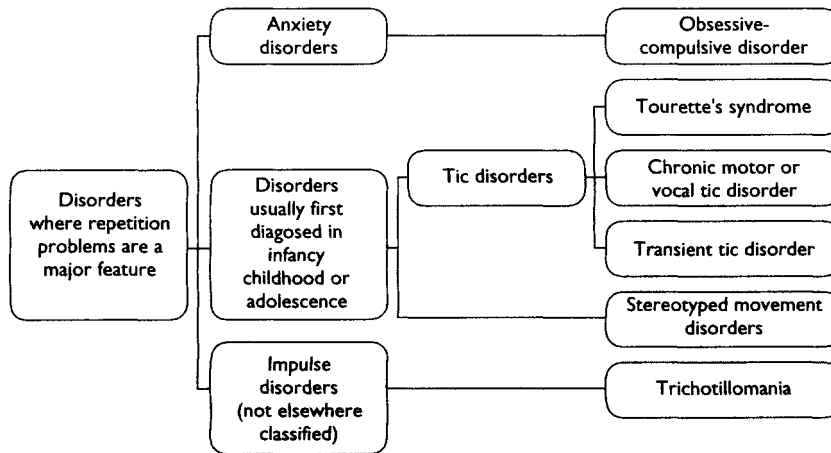 Disorders
where repetition
problems are a
major feature
Anxiety
disorders
Obsessive-
compulsive disorder
Disorders
usually first
diagosed in
infancy
childhood or
adolescence
Tic disorders
Tourette's syndrome
Chronic motor or
vocal tic disorder
Transient tic disorder
Stereotyped movement
disorders
Impulse
disorders
(not elsewhere
classified)
Trichotillomania